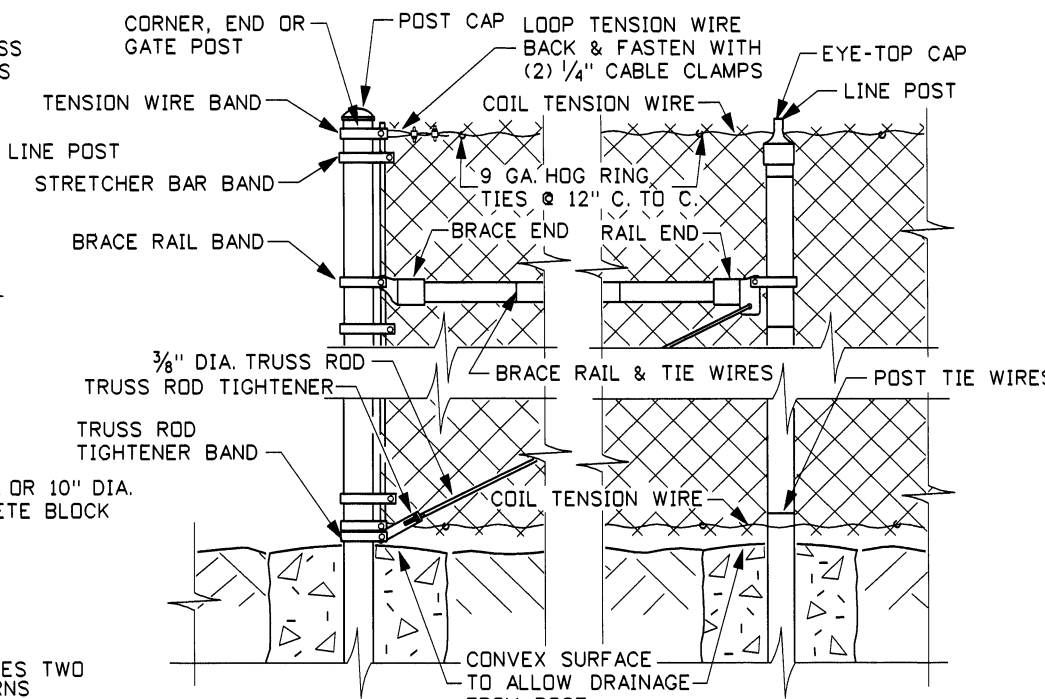 CORNER, END OR
GATE POST
POST CAP
LOOP TENSION WIRE
BACK & FASTEN WITH
(2) 1/4" CABLE CLAMPS
EYE-TOP CAP
LINE POST
TENSION WIRE BAND
COIL TENSION WIRE
LINE POST
STRETCHER BAR BAND
9 GA. HOG RING
TIES @ 12" C. TO C.
BRACE RAIL BAND
BRACE END
RAIL END
3/8" DIA. TRUSS ROD
TRUSS ROD TIGHTENER
BRACE RAIL & TIE WIRES
POST TIE WIRES
TRUSS ROD
TIGHTENER BAND
OR 10" DIA.
ETE BLOCK
COIL TENSION WIRE
CONVEX SURFACE
TO ALLOW DRAINAGE
FROM POST
ES TWO
RNS
SS
S